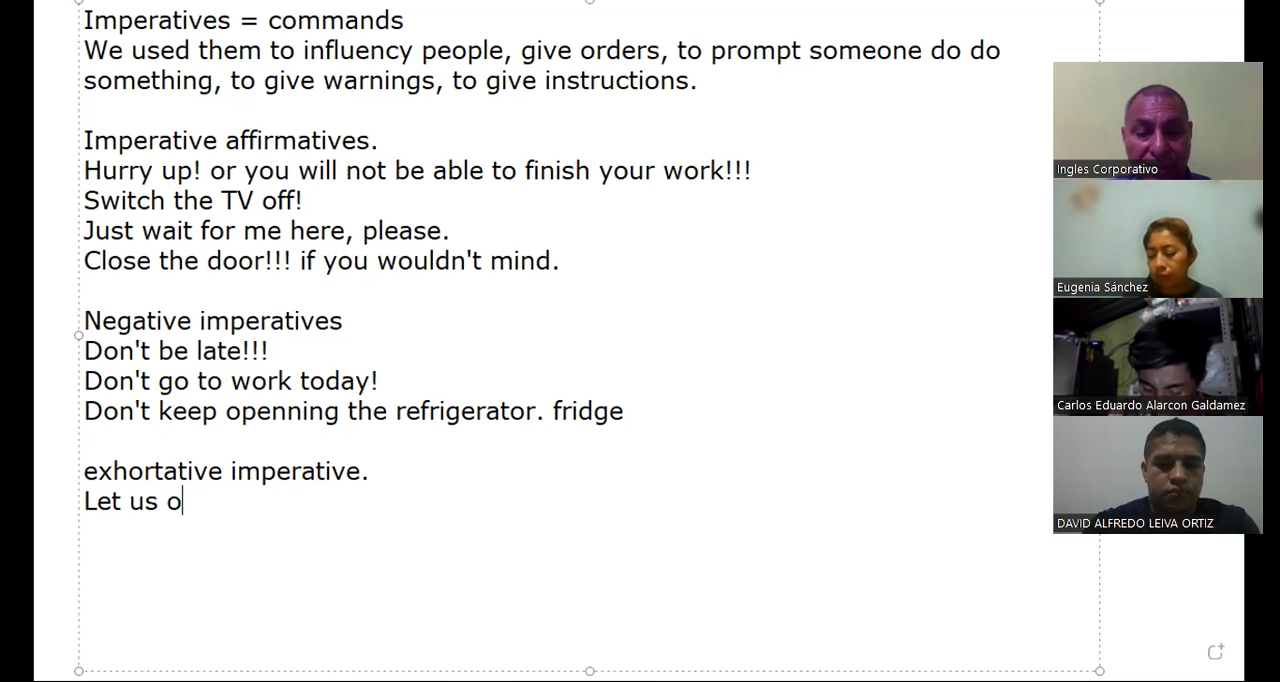 Imperatives = commands
We used them to influency people, give orders, to prompt someone do do
something, to give warnings, to give instructions.
Imperative affirmatives.
Hurry up! or you will not be able to finish your work!!!
Switch the TV off!
Just wait for me here, please.
Close the door!!! if you wouldn't mind.
Negative imperatives
Don't be late!!!
Don't go to work today!
Don't keep openning the refrigerator. fridge
exhortative imperative.
Let us o
Ingles Corporativo
Eugenia Sánchez
Carlos Eduardo Alarcon Galdamez
DAVID ALFREDO LEIVA ORTIZ